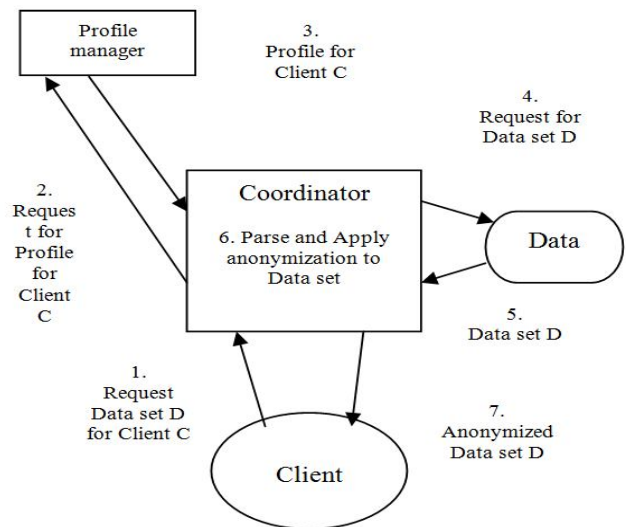 Profile
manager
3.
Profile for
Client C
4.
Request for
Data set D
2.
Reques
t for
Profile
for
Client
C
Coordinator
6. Parse and Apply
anonymization to
Data set
Data
5.
Data set D
1.
Request
Data set D
for Client C
7.
Anonymized
Data set D
Client